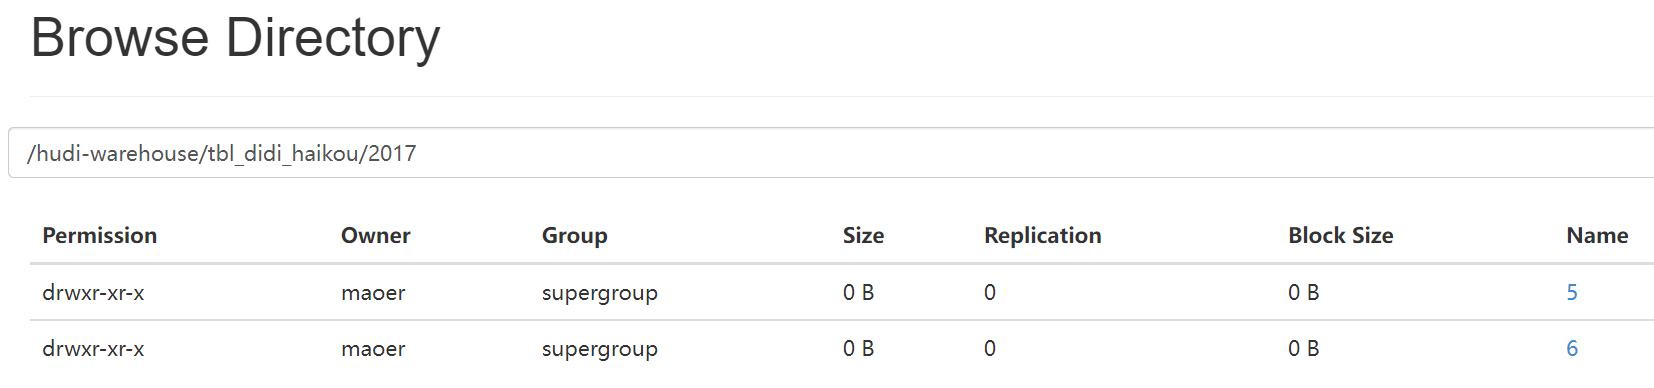 Browse Directory
/hudi-warehouse/tbl_didi_haikou/2017
Permission Owner Group Size Replication Block Size Name
drwxr-xr-x maoer supergroup 0 B 0 0 B 5
drwxr-xr-x maoer supergroup 0 B 0 0 B 6